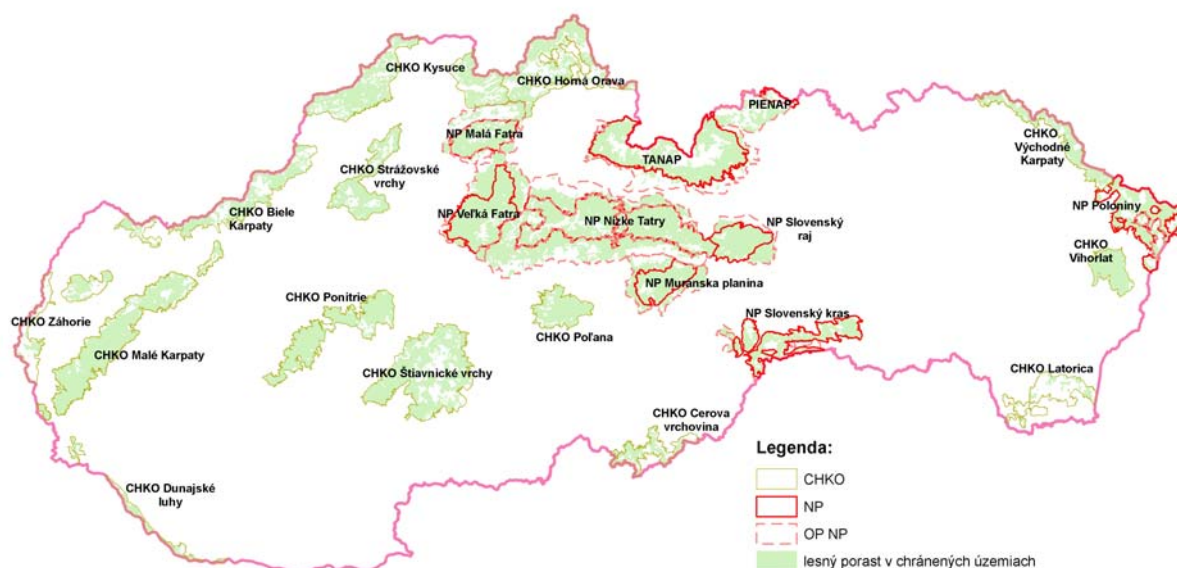 CHKO Kysuce
CHKO Horná Orava
PIENAP
NP Malá Fatra
TANAP
CHKO
Východné
Karpaty
CHKO Strážovské
vrchy
CHKO Biele
Karpaty
NP Veľká Fatra
NP Nízke Tatry
NP Slovenský
raj
NP Poloniny
CHKO
Vihorlat
NP Muránska planina
CHKO Ponitrie
CHKO Záhorie
CHKO Malé Karpaty
CHKO Poľana
NP Slovenský kras
CHKO Štiavnické vrchy
CHKO Latorica
CHKO Cerova
vrchovina
CHKO Dunajské
luhy
Legenda:
CHKO
NP
OP NP
lesný porast v chránených územiach